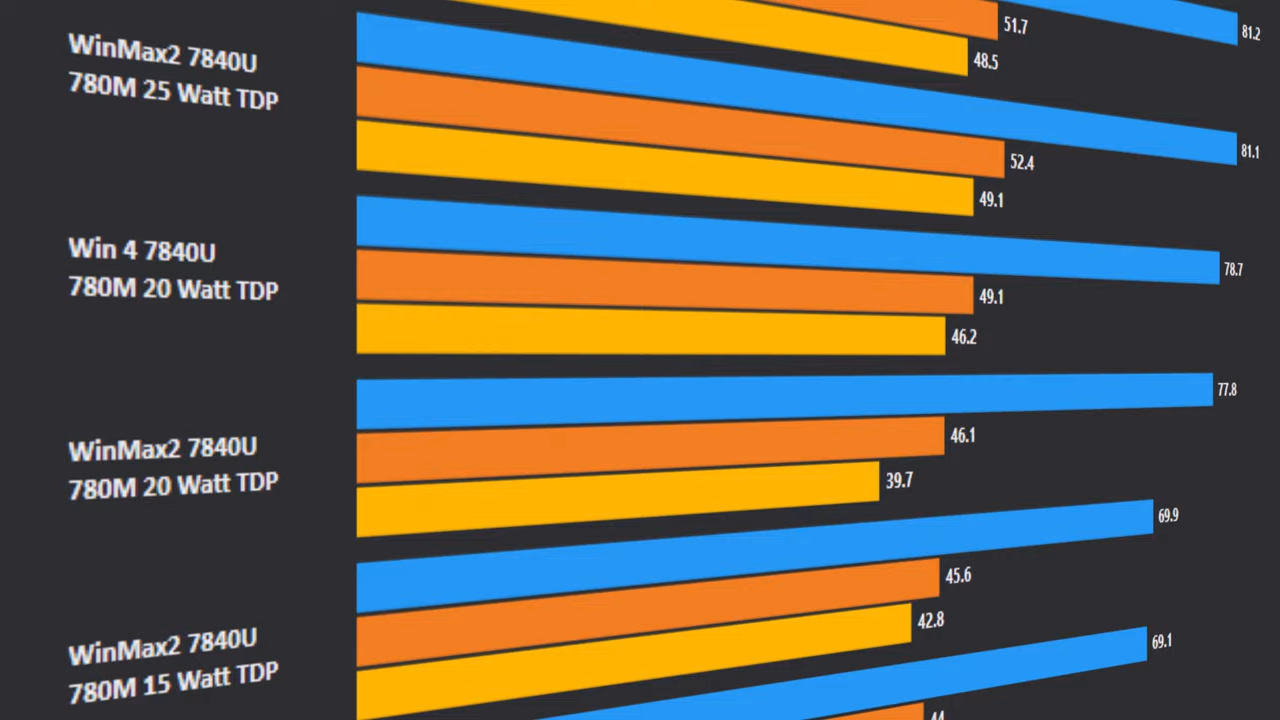 81.2
51.7
48.5
WinMax2 7840U
780M 25 Watt TDP
81.1
52.4
49.1
Win 4 7840U
780M 20 Watt TDP
78.7
49.1
46.2
WinMax2 7840U
780M 20 Watt TDP
77.8
46.1
39.7
WinMax2 7840U
780M 15 Watt TDP
69.9
45.6
42.8
69.1
44